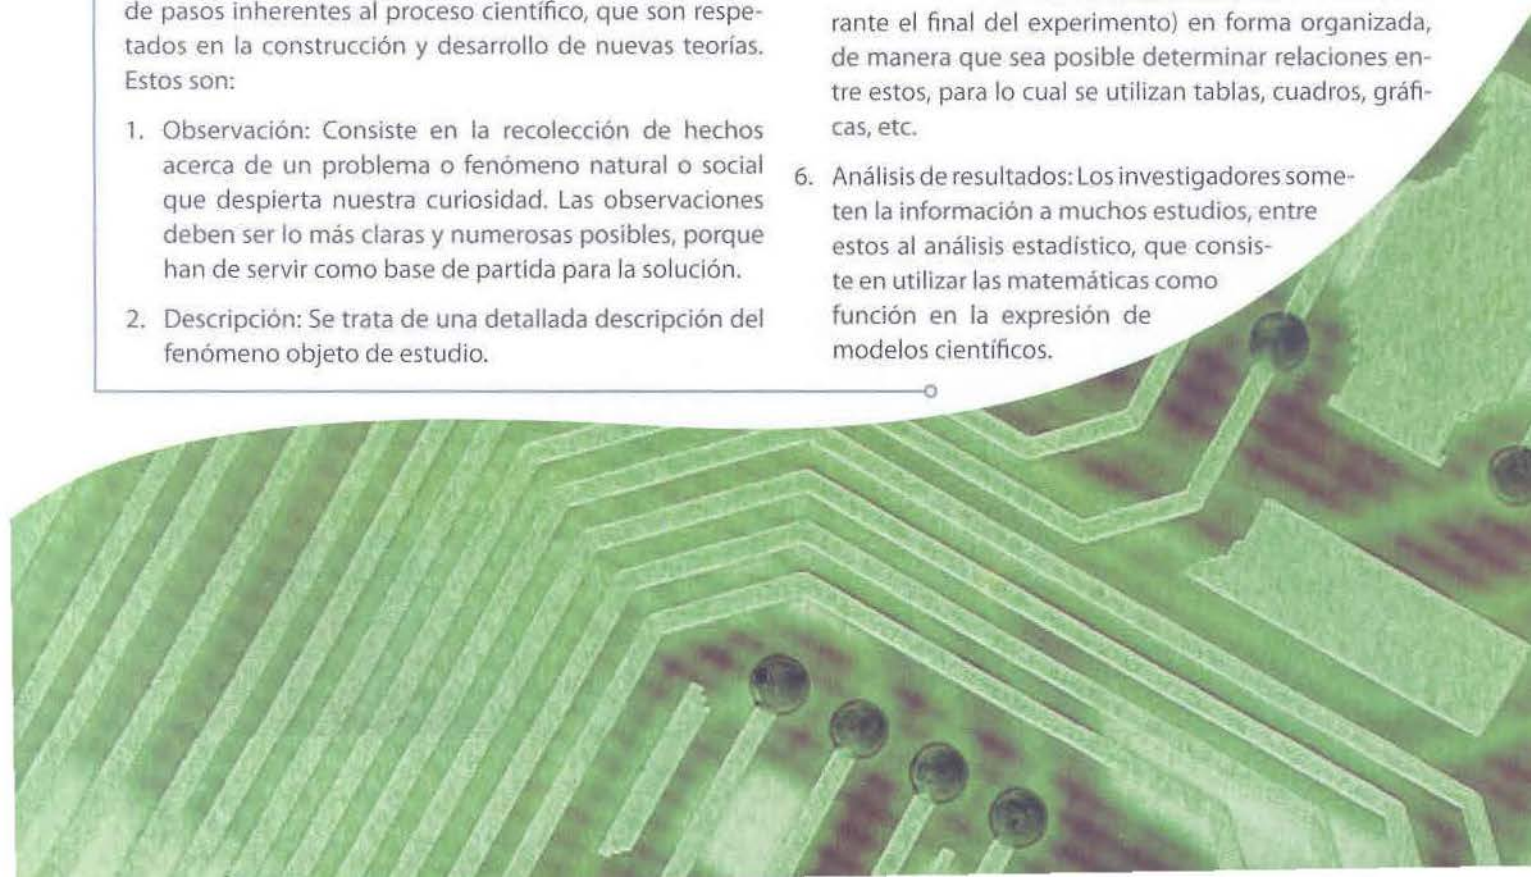 de pasos inherentes al proceso científico, que son respe-
tados en la construcción y desarrollo de nuevas teorías.
Estos son:
1. Observación: Consiste en la recolección de hechos
acerca de un problema o fenómeno natural o social
que despierta nuestra curiosidad. Las observaciones
deben ser lo más claras y numerosas posibles, porque
han de servir como base de partida para la solución.
2. Descripción: Se trata de una detallada descripción del
fenómeno objeto de estudio.
rante el final del experimento) en forma organizada,
de manera que sea posible determinar relaciones en-
tre estos, para lo cual se utilizan tablas, cuadros, gráfi-
cas, etc.
6. Análisis de resultados: Los investigadores some-
ten la información a muchos estudios, entre
estos al análisis estadístico, que consis-
te en utilizar las matemáticas como
función en la expresión de
modelos científicos.